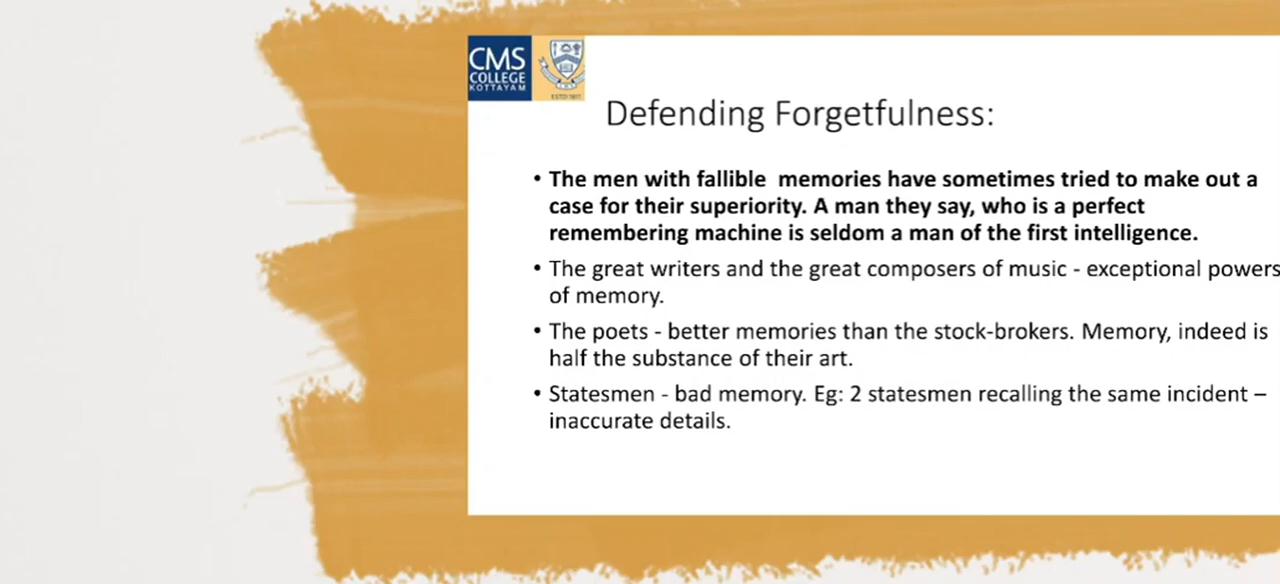 CMS
COLLEGE
KOTTAYAM
Defending Forgetfulness:
• The men with fallible memories have sometimes tried to make out a
case for their superiority. A man they say, who is a perfect
remembering machine is seldom a man of the first intelligence.
• The great writers and the great composers of music - exceptional powers
of memory.
• The poets - better memories than the stock-brokers. Memory, indeed is
half the substance of their art.
• Statesmen - bad memory. Eg: 2 statesmen recalling the same incident –
inaccurate details.